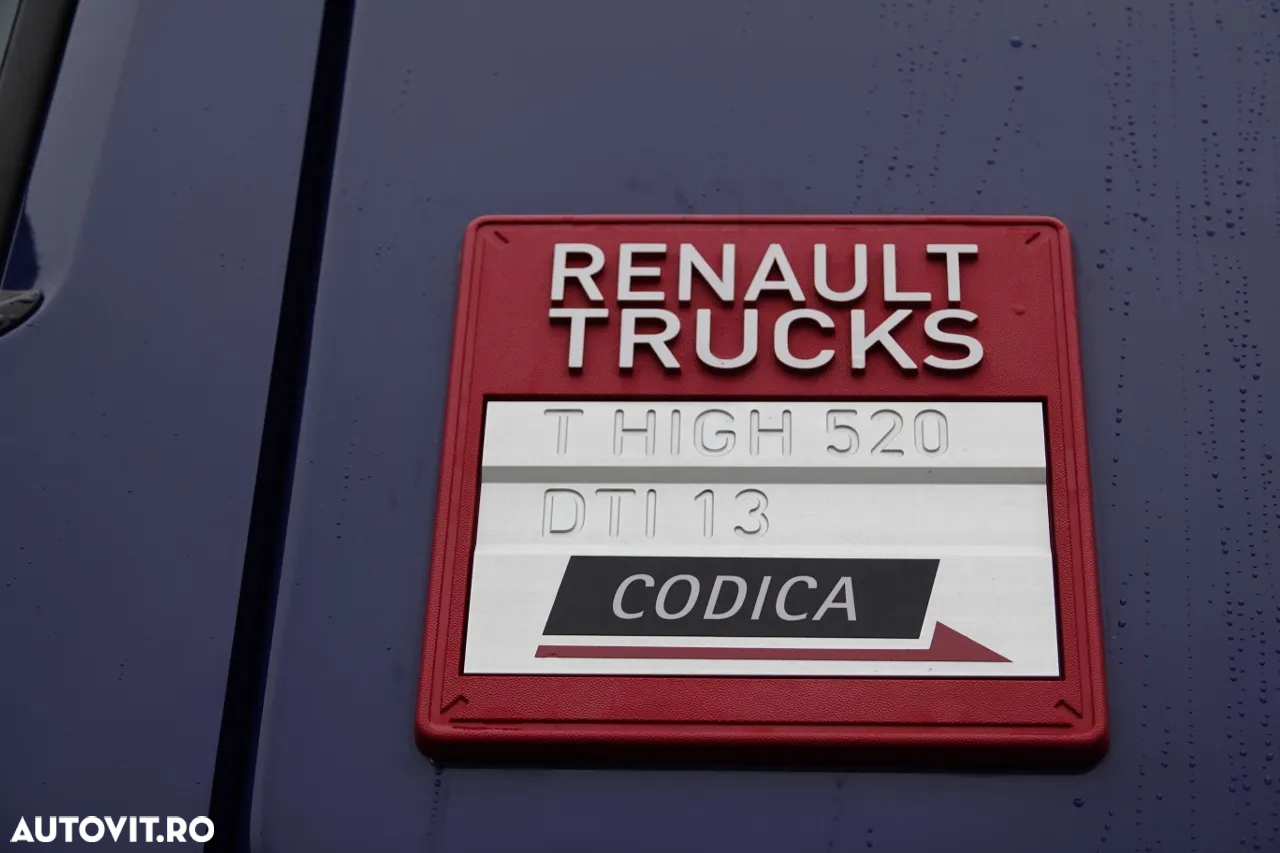 RENAULT
TRUCKS
T HIGH 520
DTI 13
CODICA
AUTOVIT.RO